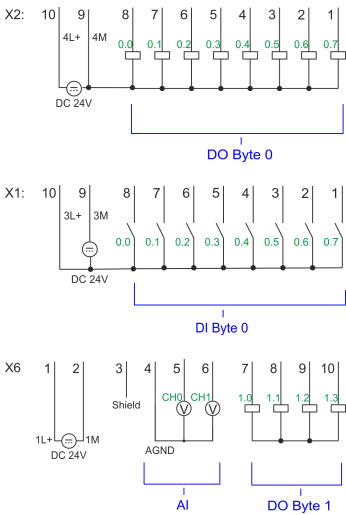 X2: 10 9 8 7 6 5 4 3 2 1
4L+ 4M 0.0 0.1 0.2 0.3 0.4 0.5 0.6 0.7
DC 24V
DO Byte 0
X1: 10 9 8 7 6 5 4 3 2 1
3L+ 3M
0.0 0.1 0.2 0.3 0.4 0.5 0.6 0.7
DC 24V
DI Byte 0
X6 1 2 3 4 5 6 7 8 9 10
CH0 CH1 1.0 1.1 1.2 1.3
Shield
V V
1L+ 1M
DC 24V AGND
AI DO Byte 1